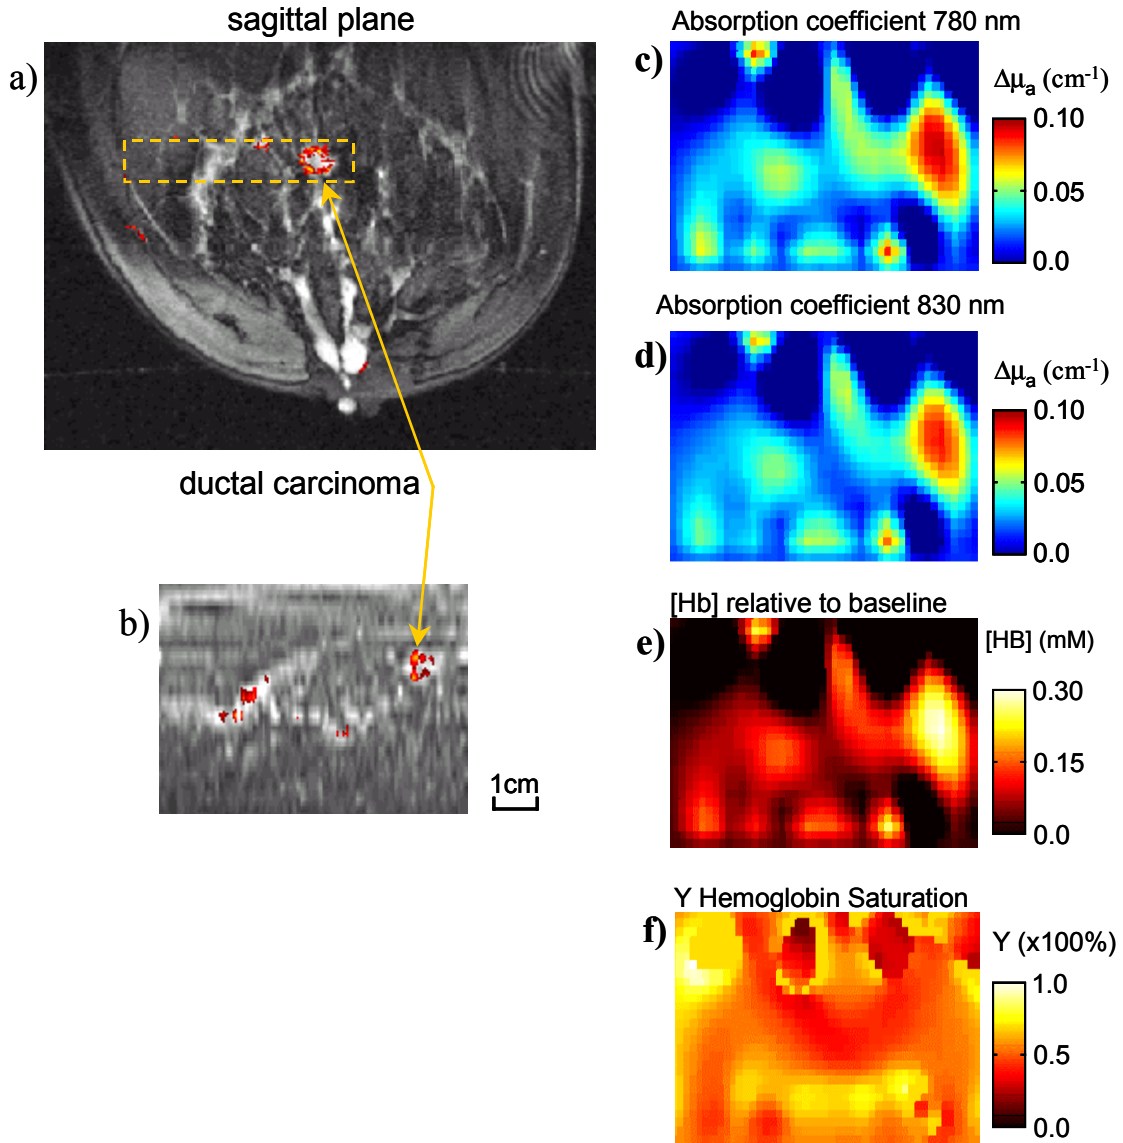 sagittal plane
a)
ductal carcinoma
b)
1cm
Absorption coefficient 780 nm
c)
Δμa (cm-1)
0.10
0.05
0.0
Absorption coefficient 830 nm
d)
Δμa (cm-1)
0.10
0.05
0.0
[Hb] relative to baseline
e)
[HB] (mM)
0.30
0.15
0.0
Y Hemoglobin Saturation
f)
Y (x100%)
1.0
0.5
0.0